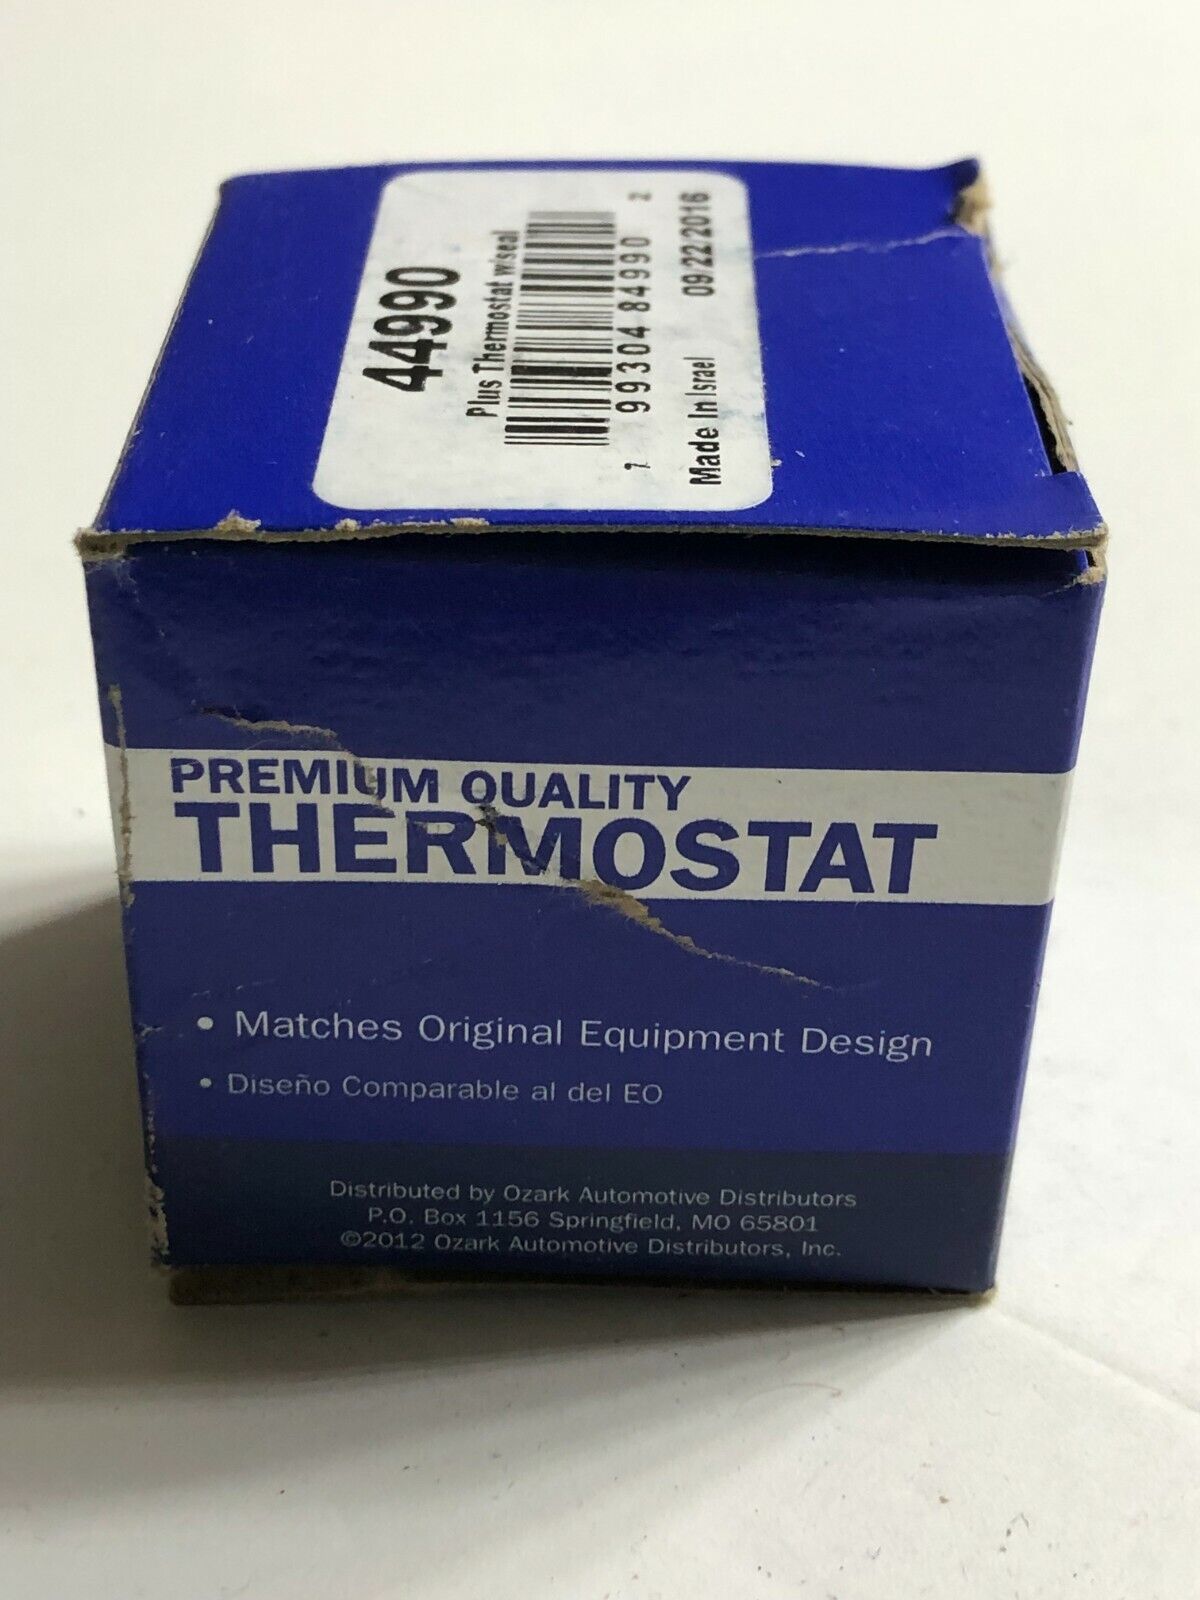 44990
Plus Thermostat w/seal
7 99304 84990 2
Made In Israel 09/22/2016
PREMIUM QUALITY
THERMOSTAT
• Matches Original Equipment Design
• Diseño Comparable al del EO
Distributed by Ozark Automotive Distributors
P.O. Box 1156 Springfield, MO 65801
©2012 Ozark Automotive Distributors, Inc.